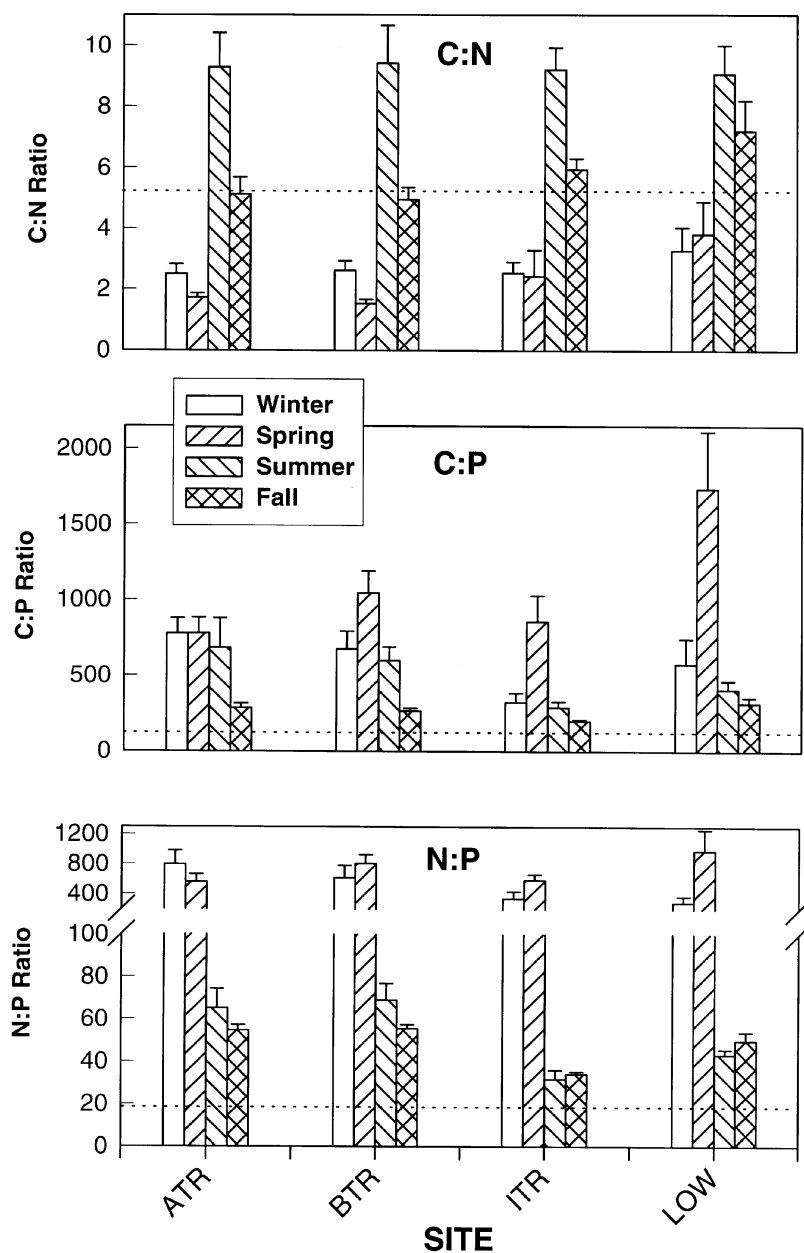 C:N
10
8
6
4
2
0
C:N Ratio
Winter
Spring
Summer
Fall
C:P
2000
1500
1000
500
0
C:P Ratio
N:P
1200
800
400
100
80
60
40
20
0
N:P Ratio
ATR
BTR
ITR
LOW
SITE